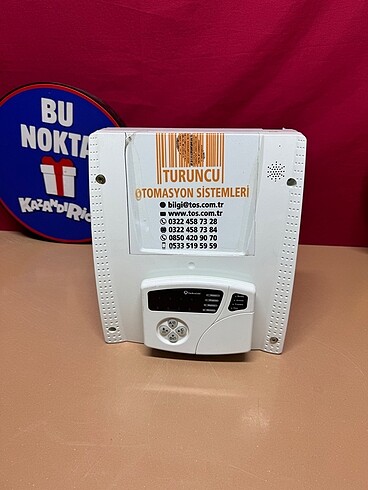 BU
NOKTA
KAZANDIRIR
TURUNCU
OTOMASYON SİSTEMLERİ
bilgi@tos.com.tr
www.tos.com.tr
0322 458 73 28
0322 458 73 84
0850 420 90 70
0533 519 59 59